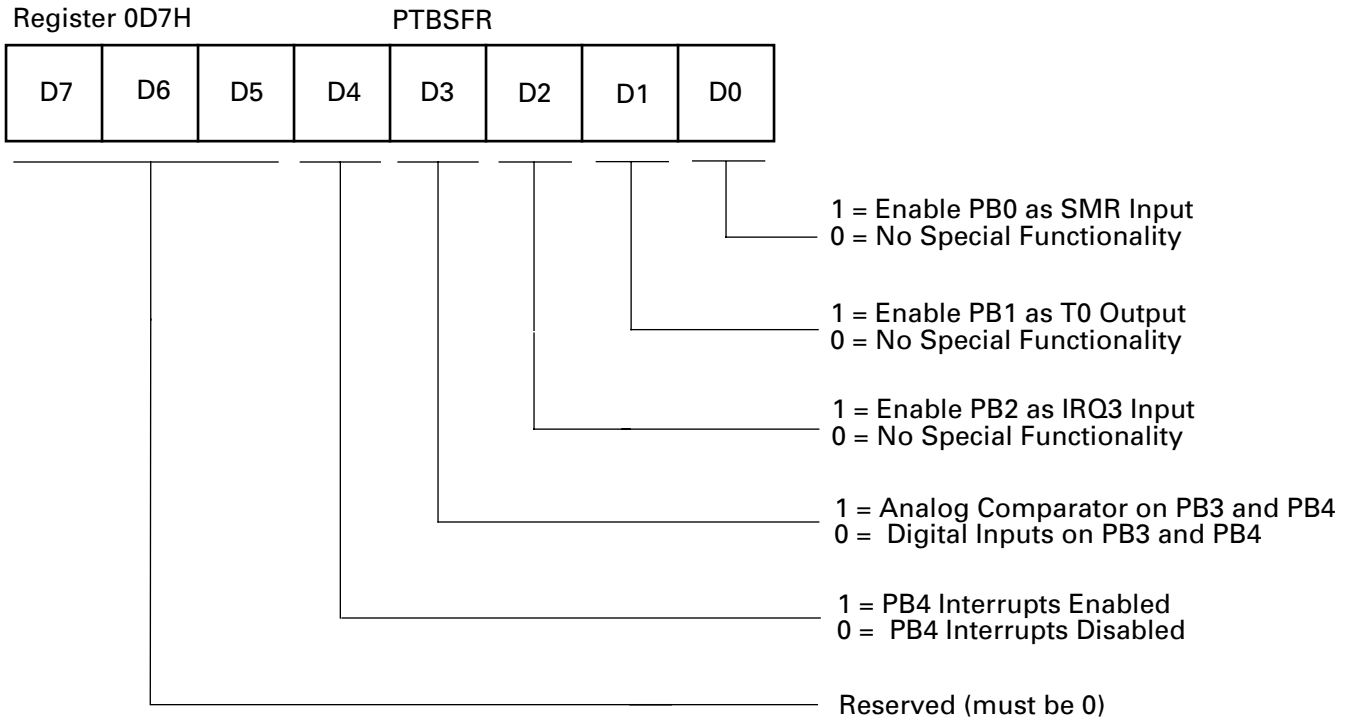 Register 0D7H PTBSFR
D7 D6 D5 D4 D3 D2 D1 D0
1 = Enable PB0 as SMR Input
0 = No Special Functionality
1 = Enable PB1 as T0 Output
0 = No Special Functionality
1 = Enable PB2 as IRQ3 Input
0 = No Special Functionality
1 = Analog Comparator on PB3 and PB4
0 = Digital Inputs on PB3 and PB4
1 = PB4 Interrupts Enabled
0 = PB4 Interrupts Disabled
Reserved (must be 0)